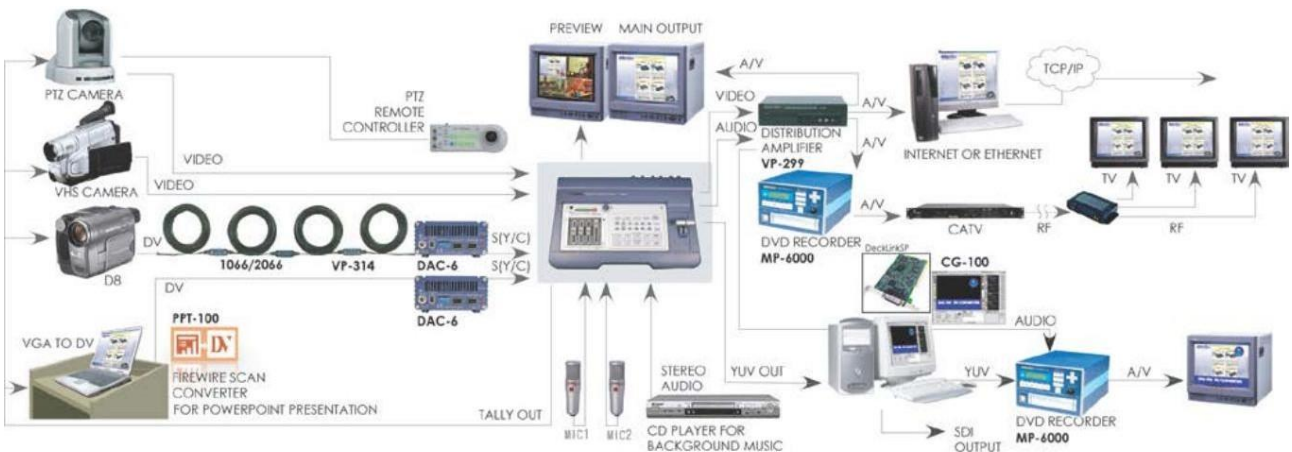 PREVIEW
MAIN OUTPUT
PTZ CAMERA
PTZ
REMOTE
CONTROLLER
A/V
VIDEO
AUDIO
DISTRIBUTION
AMPLIFIER
VP-299
A/V
A/V
INTERNET OR ETHERNET
TCP/IP
VHS CAMERA
VIDEO
VIDEO
D8
DV
1066/2066
VP-314
DAC-6
S(Y/C)
S(Y/C)
DV
DAC-6
DVD RECORDER
MP-6000
A/V
CATV
RF
TV
TV
TV
RF
DeckLinkSP
CG-100
VGA TO DV
PPT-100
DV
FIREWIRE SCAN
CONVERTER
FOR POWERPOINT PRESENTATION
TALLY OUT
MIC1
MIC2
STEREO
AUDIO
CD PLAYER FOR
BACKGROUND MUSIC
YUV OUT
AUDIO
YUV
DVD RECORDER
MP-6000
A/V
SDI
OUTPUT